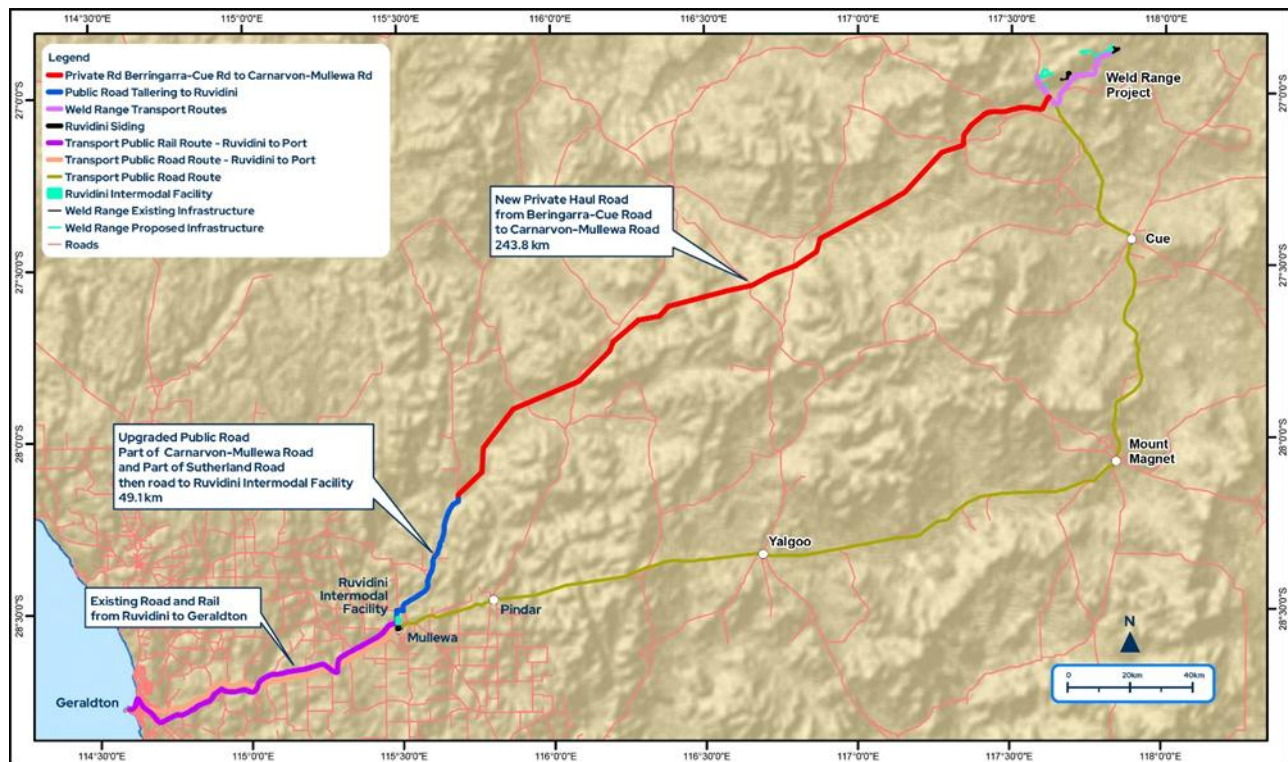 114°30'0"E
115°0'0"E
115°30'0"E
116°0'0"E
116°30'0"E
117°0'0"E
117°30'0"E
118°0'0"E
Legend
Private Rd Berringarra-Cue Rd to Carnarvon-Mullewa Rd
Public Road Tallering to Ruvidini
Weld Range Transport Routes
Ruvidini Siding
Transport Public Rail Route - Ruvidini to Port
Transport Public Road Route - Ruvidini to Port
Transport Public Road Route
Ruvidini Intermodal Facility
Weld Range Existing Infrastructure
Weld Range Proposed Infrastructure
Roads
27°0'0"S
27°30'0"S
28°0'0"S
28°30'0"S
Weld Range
Project
27°0'0"S
27°30'0"S
28°0'0"S
28°30'0"S
New Private Haul Road
from Beringarra-Cue Road
to Carnarvon-Mullewa Road
243.8 km
Cue
Upgraded Public Road
Part of Carnarvon-Mullewa Road
and Part of Sutherland Road
then road to Ruvidini Intermodal Facility
49.1 km
Mount
Magnet
Yalgoo
Ruvidini
Intermodal
Facility
Existing Road and Rail
from Ruvidini to Geraldton
Pindar
Mullewa
N
0 20km 40km
Geraldton
114°30'0"E
115°0'0"E
115°30'0"E
116°0'0"E
116°30'0"E
117°0'0"E
117°30'0"E
118°0'0"E